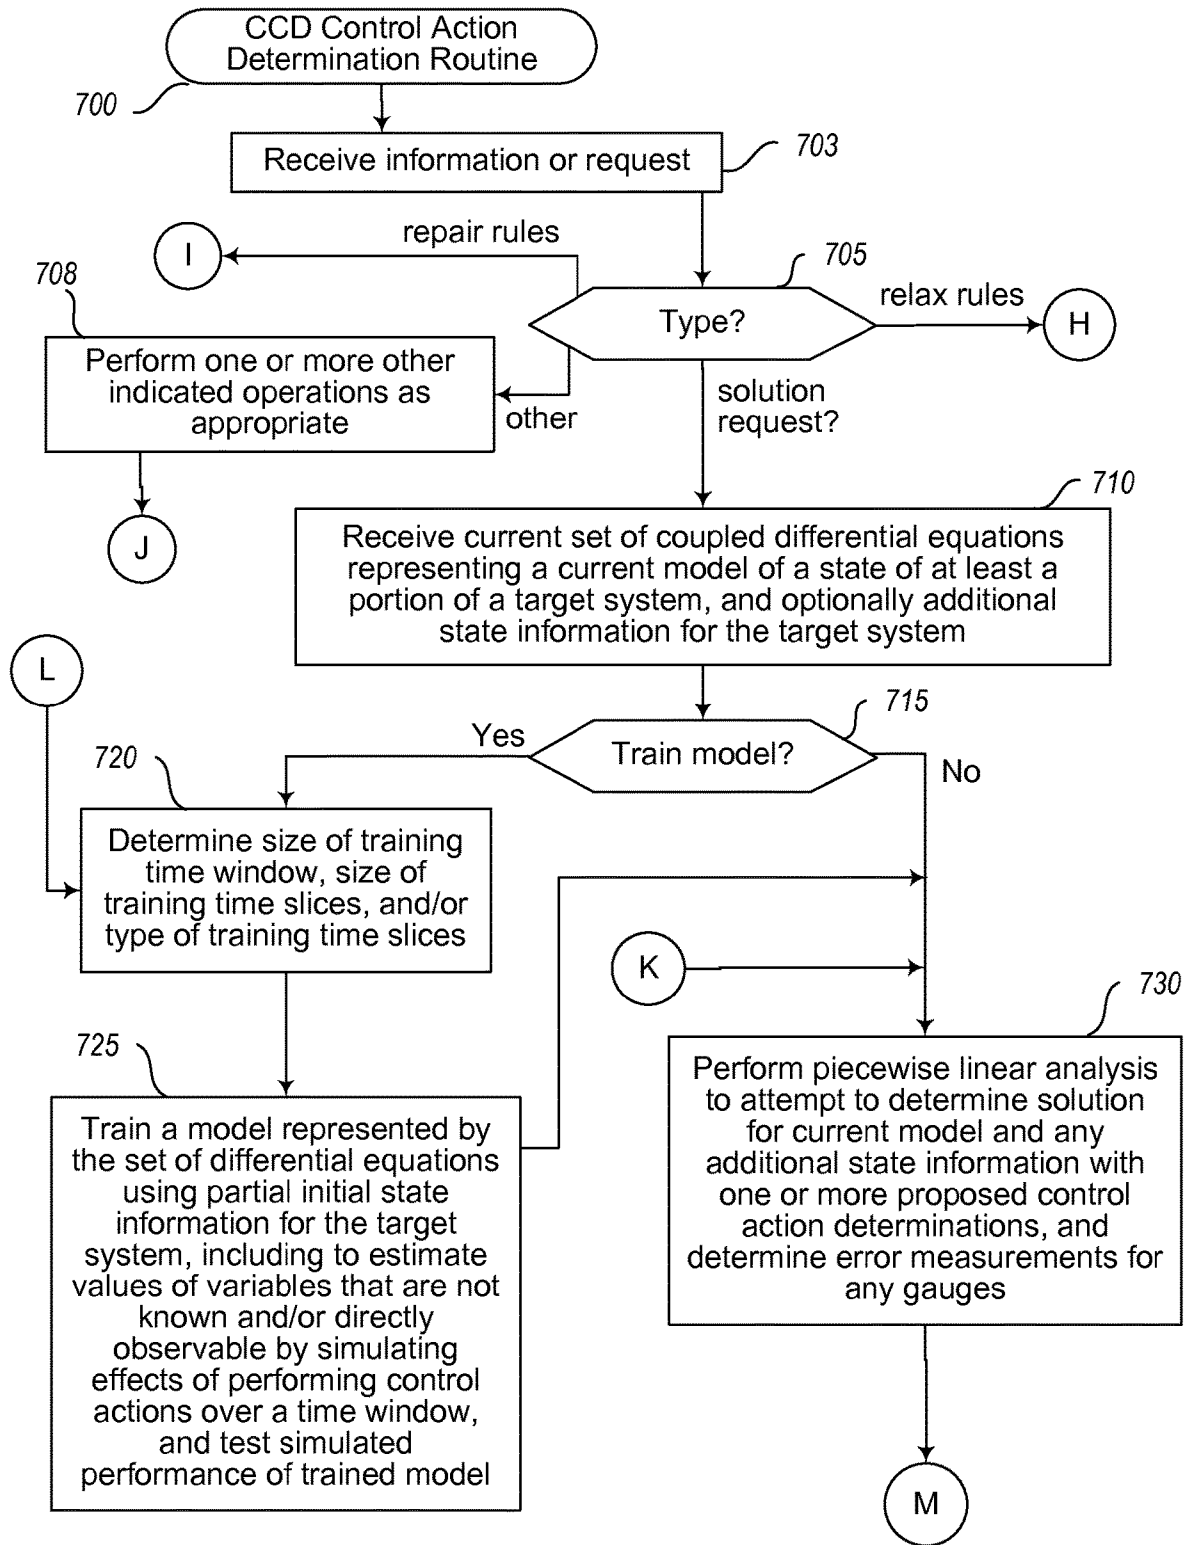 CCD Control Action
Determination Routine
700
Receive information or request
703
repair rules
I
705
708
Type?
relax rules
H
Perform one or more other
indicated operations as
appropriate
other
solution
request?
J
710
Receive current set of coupled differential equations
representing a current model of a state of at least a
portion of a target system, and optionally additional
state information for the target system
L
715
Yes
Train model?
No
720
Determine size of training
time window, size of
training time slices, and/or
type of training time slices
K
730
725
Train a model represented by
the set of differential equations
using partial initial state
information for the target
system, including to estimate
values of variables that are not
known and/or directly
observable by simulating
effects of performing control
actions over a time window,
and test simulated
performance of trained model
Perform piecewise linear analysis
to attempt to determine solution
for current model and any
additional state information with
one or more proposed control
action determinations, and
determine error measurements for
any gauges
M